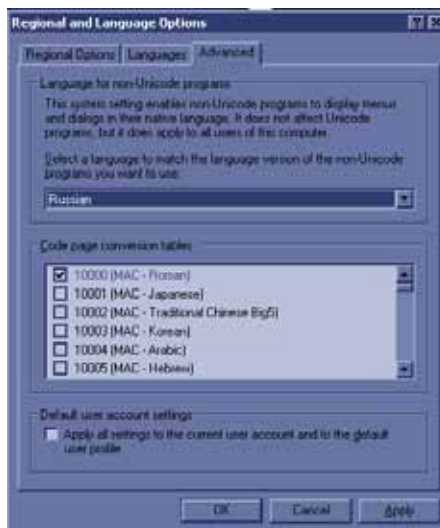 Regional and Language Options
Regional Options
Languages
Advanced
Language for non-Unicode programs
This system setting enables non-Unicode programs to display menus
and dialogs in their native language. It does not affect Unicode
programs, but it does apply to all users of this computer.
Select a language to match the language version of the non-Unicode
programs you want to use:
Russian
Code page conversion tables
10000 (MAC - Roman)
10001 (MAC - Japanese)
10002 (MAC - Traditional Chinese Big5)
10003 (MAC - Korean)
10004 (MAC - Arabic)
10005 (MAC - Hebrew)
Default user account settings
Apply all settings to the current user account and to the default
user profile
OK
Cancel
Apply